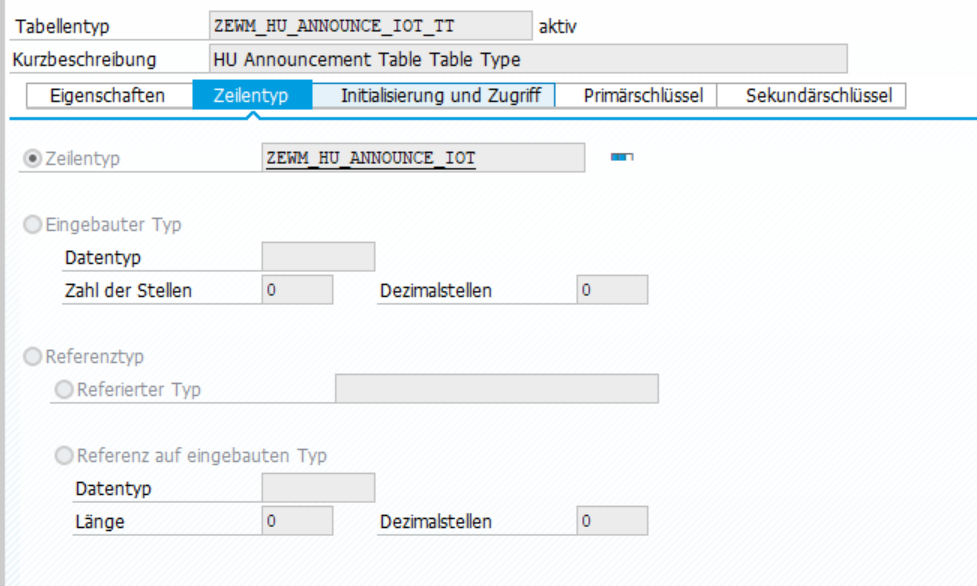 Tabellentyp ZEWM_HU_ANNOUNCE_IOT_TT aktiv
Kurzbeschreibung HU Announcement Table Table Type
Eigenschaften Zeilentyp Initialisierung und Zugriff Primärschlüssel Sekundärschlüssel
Zeilentyp ZEWM_HU_ANNOUNCE_IOT
Eingebauter Typ
Datentyp
Zahl der Stellen 0 Dezimalstellen 0
Referenztyp
Referierter Typ
Referenz auf eingebauten Typ
Datentyp
Länge 0 Dezimalstellen 0